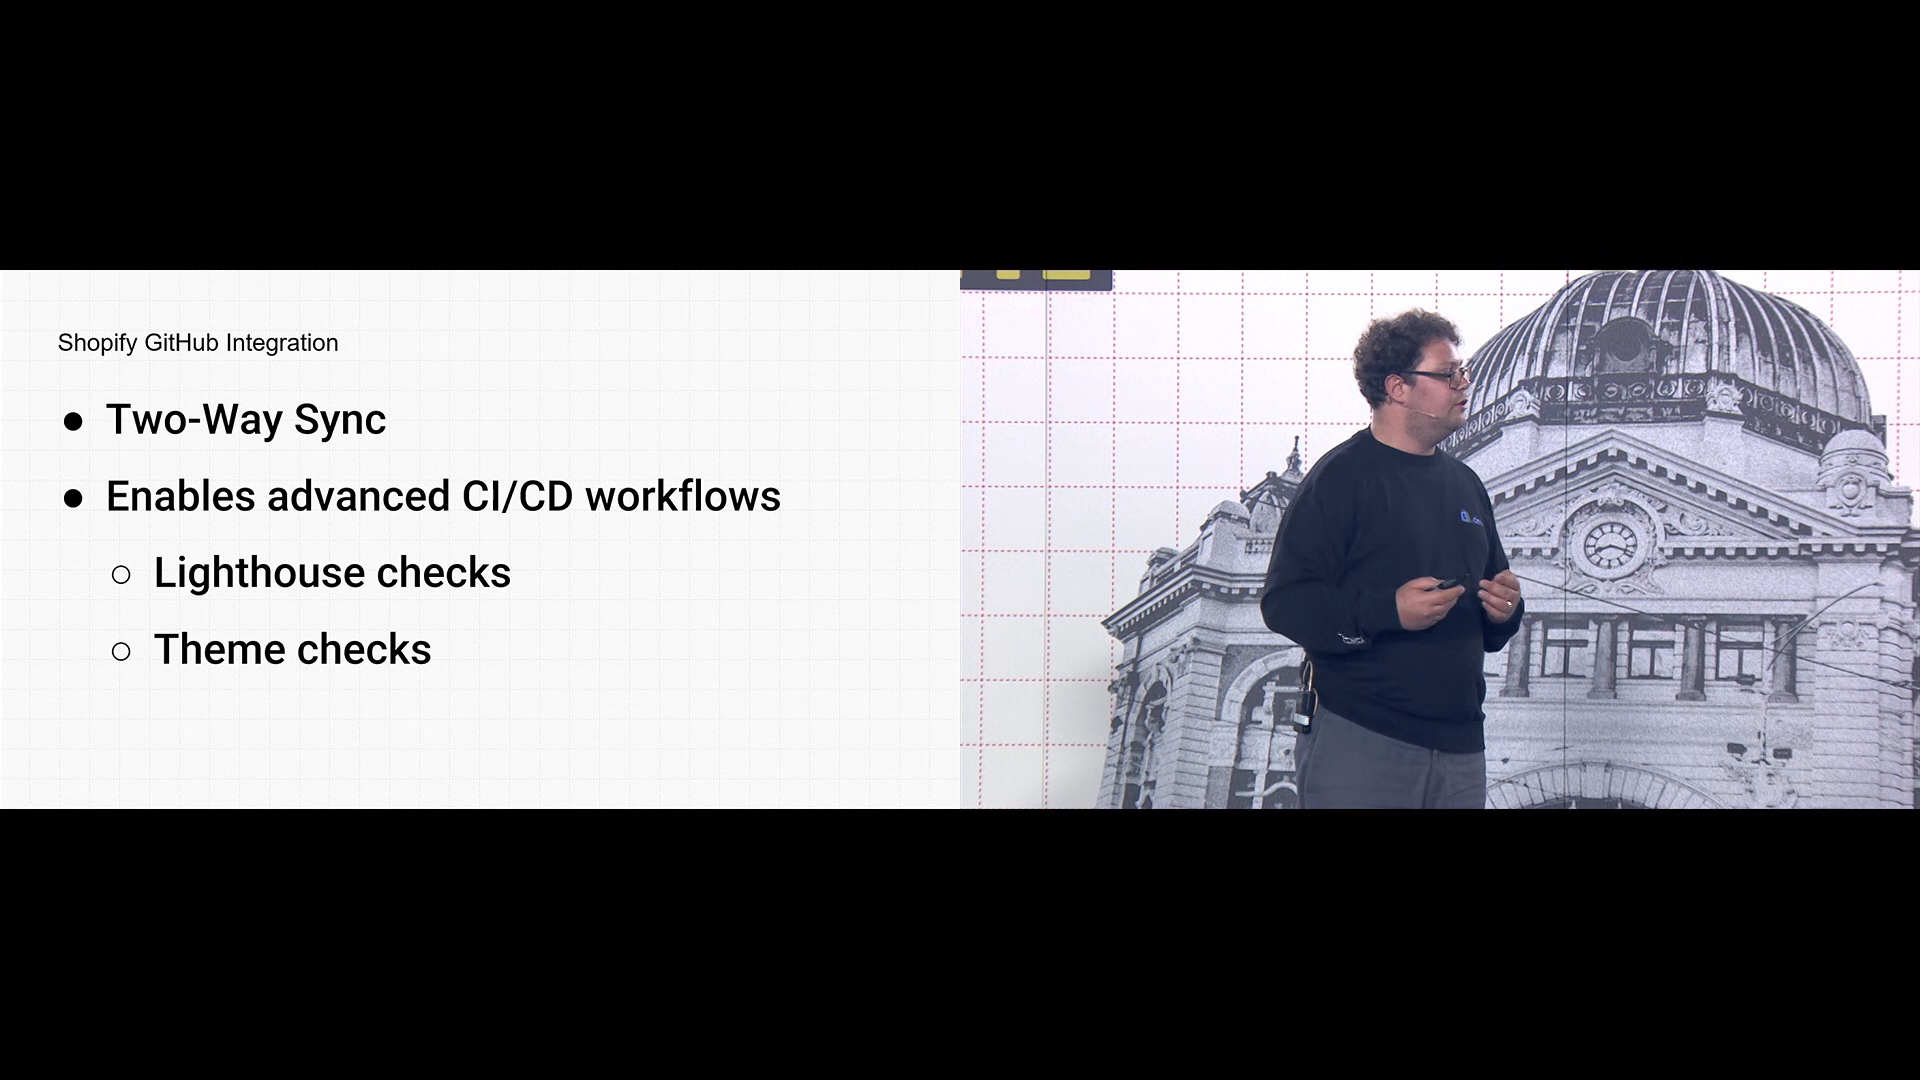 Shopify GitHub Integration
● Two-Way Sync
● Enables advanced CI/CD workflows
○ Lighthouse checks
○ Theme checks